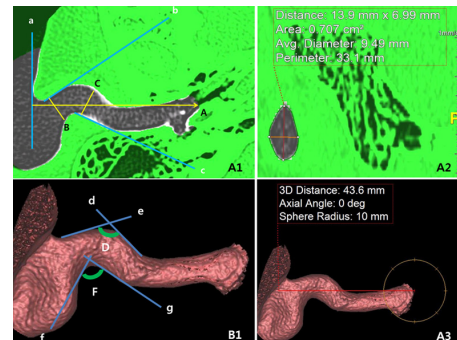 a
b
C
A
B
c
A1
Distance: 13.9 mm x 6.99 mm
Area: 0.707 cm²
Avg. Diameter: 9.49 mm
Perimeter: 33.1 mm
A2
d
e
D
F
g
f
B1
3D Distance: 43.6 mm
Axial Angle: 0 deg
Sphere Radius: 10 mm
A3